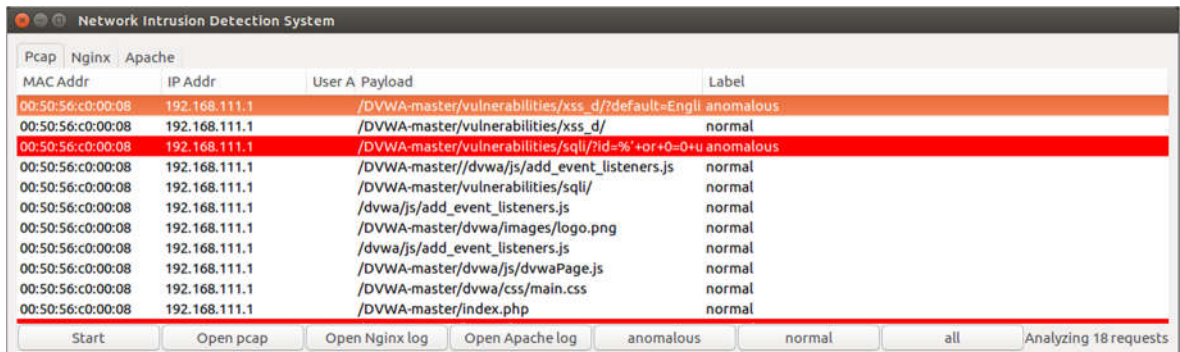 Network Intrusion Detection System
Pcap Nginx Apache
MAC Addr IP Addr User A Payload Label
00:50:56:c0:00:08 192.168.111.1 /DVWA-master/vulnerabilities/xss_d/?default=Engli anomalous
00:50:56:c0:00:08 192.168.111.1 /DVWA-master/vulnerabilities/xss_d/ normal
00:50:56:c0:00:08 192.168.111.1 /DVWA-master/vulnerabilities/sqli/?id=%'+or+0=0+u anomalous
00:50:56:c0:00:08 192.168.111.1 /DVWA-master//dvwa/js/add_event_listeners.js normal
00:50:56:c0:00:08 192.168.111.1 /DVWA-master/vulnerabilities/sqli/ normal
00:50:56:c0:00:08 192.168.111.1 /dvwa/js/add_event_listeners.js normal
00:50:56:c0:00:08 192.168.111.1 /DVWA-master/dvwa/images/logo.png normal
00:50:56:c0:00:08 192.168.111.1 /dvwa/js/add_event_listeners.js normal
00:50:56:c0:00:08 192.168.111.1 /DVWA-master/dvwa/js/dvwaPage.js normal
00:50:56:c0:00:08 192.168.111.1 /DVWA-master/dvwa/css/main.css normal
00:50:56:c0:00:08 192.168.111.1 /DVWA-master/index.php normal
Start Open pcap Open Nginx log Open Apache log anomalous normal all Analyzing 18 requests